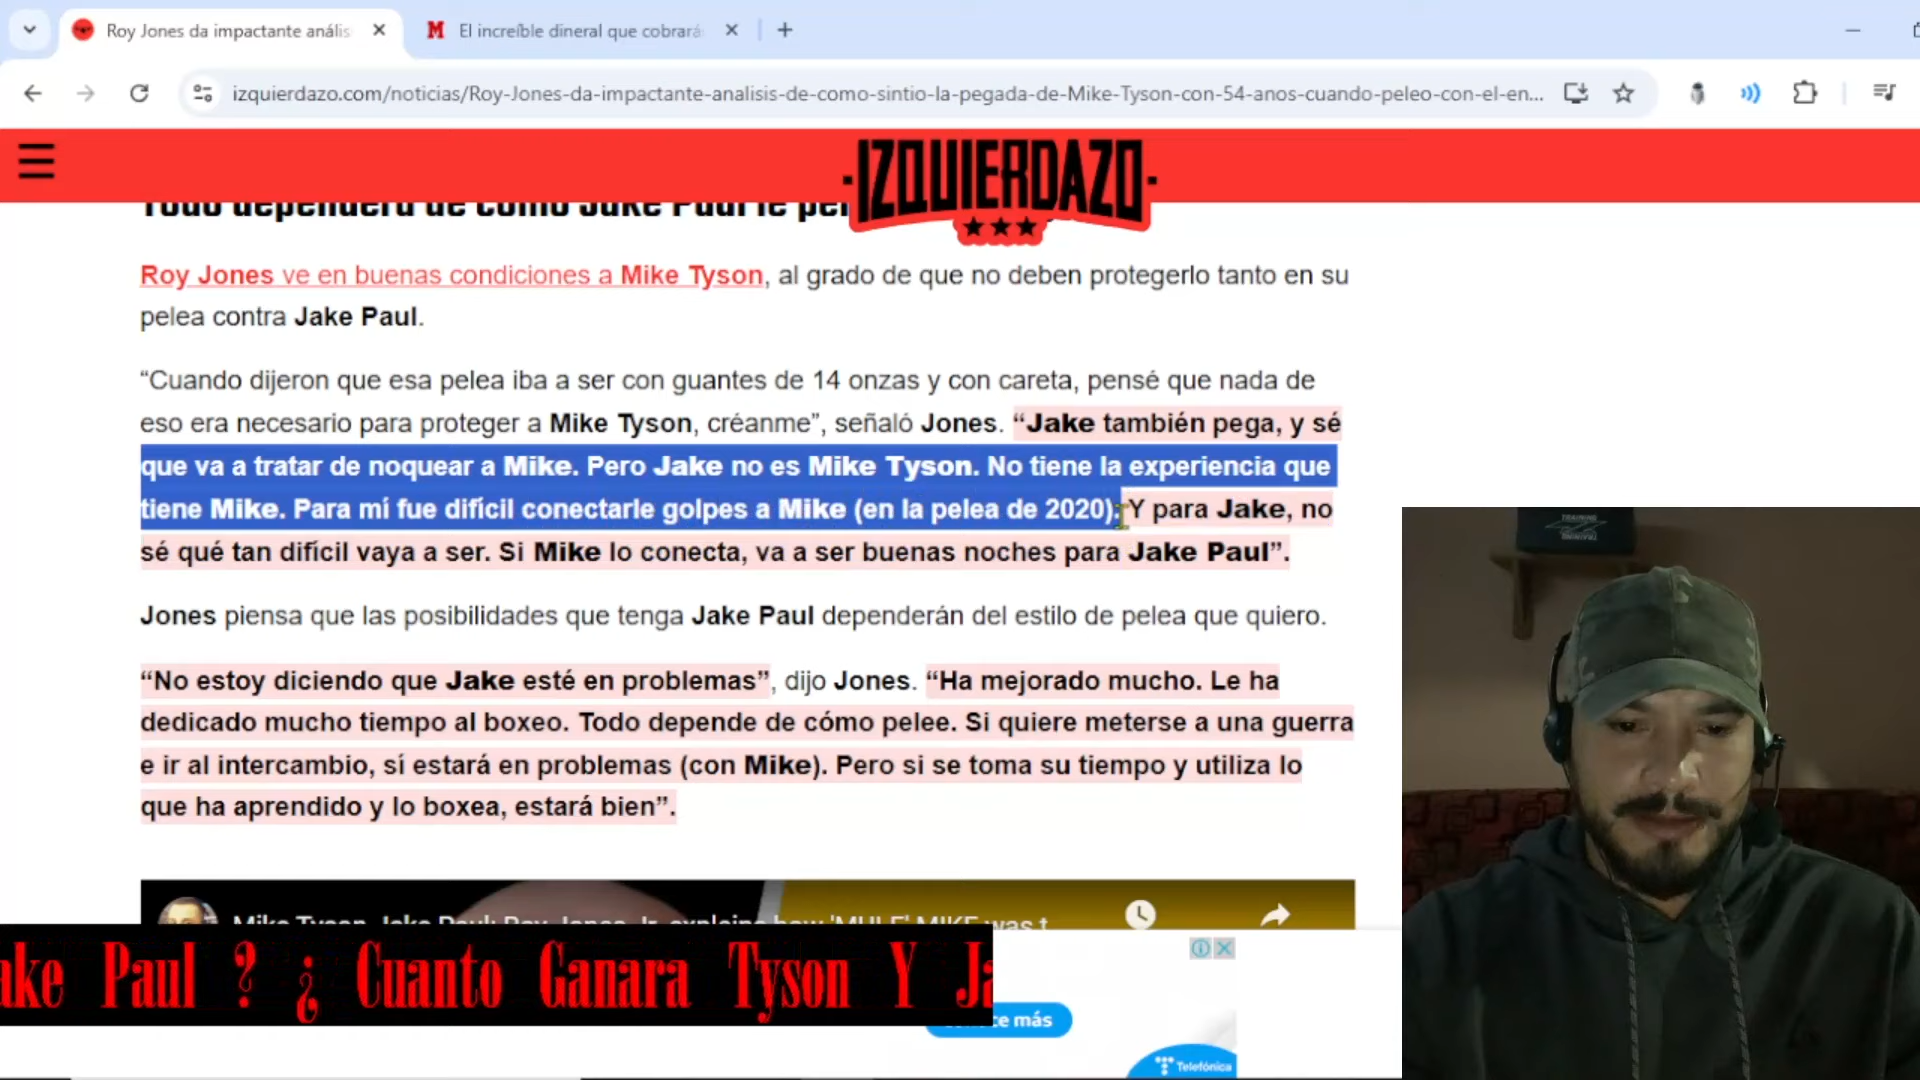 Roy Jones da impactante anális
El increíble dineral que cobrará
izquierdazo.com/noticias/Roy-Jones-da-impactante-analisis-de-como-sintio-la-pegada-de-Mike-Tyson-con-54-anos-cuando-peleo-con-el-en...
IZQUIERDAZO
Todo dependerá de cómo Jake Paul le
Roy Jones ve en buenas condiciones a Mike Tyson, al grado de que no deben protegerlo tanto en su
pelea contra Jake Paul.
“Cuando dijeron que esa pelea iba a ser con guantes de 14 onzas y con careta, pensé que nada de
eso era necesario para proteger a Mike Tyson, créanme”, señaló Jones. “Jake también pega, y sé
que va a tratar de noquear a Mike. Pero Jake no es Mike Tyson. No tiene la experiencia que
tiene Mike. Para mí fue difícil conectarle golpes a Mike (en la pelea de 2020). Y para Jake, no
sé qué tan difícil vaya a ser. Si Mike lo conecta, va a ser buenas noches para Jake Paul”.
Jones piensa que las posibilidades que tenga Jake Paul dependerán del estilo de pelea que quiero.
“No estoy diciendo que Jake esté en problemas”, dijo Jones. “Ha mejorado mucho. Le ha
dedicado mucho tiempo al boxeo. Todo depende de cómo pelee. Si quiere meterse a una guerra
e ir al intercambio, sí estará en problemas (con Mike). Pero si se toma su tiempo y utiliza lo
que ha aprendido y lo boxea, estará bien”.
Mike Tyson Jake Paul: Roy Jones Jr. explains how 'MULE' MIKE was t
ake Paul ? ¿ Cuanto Ganara Tyson Y Ja
ce más
Telefónica
TRAINING